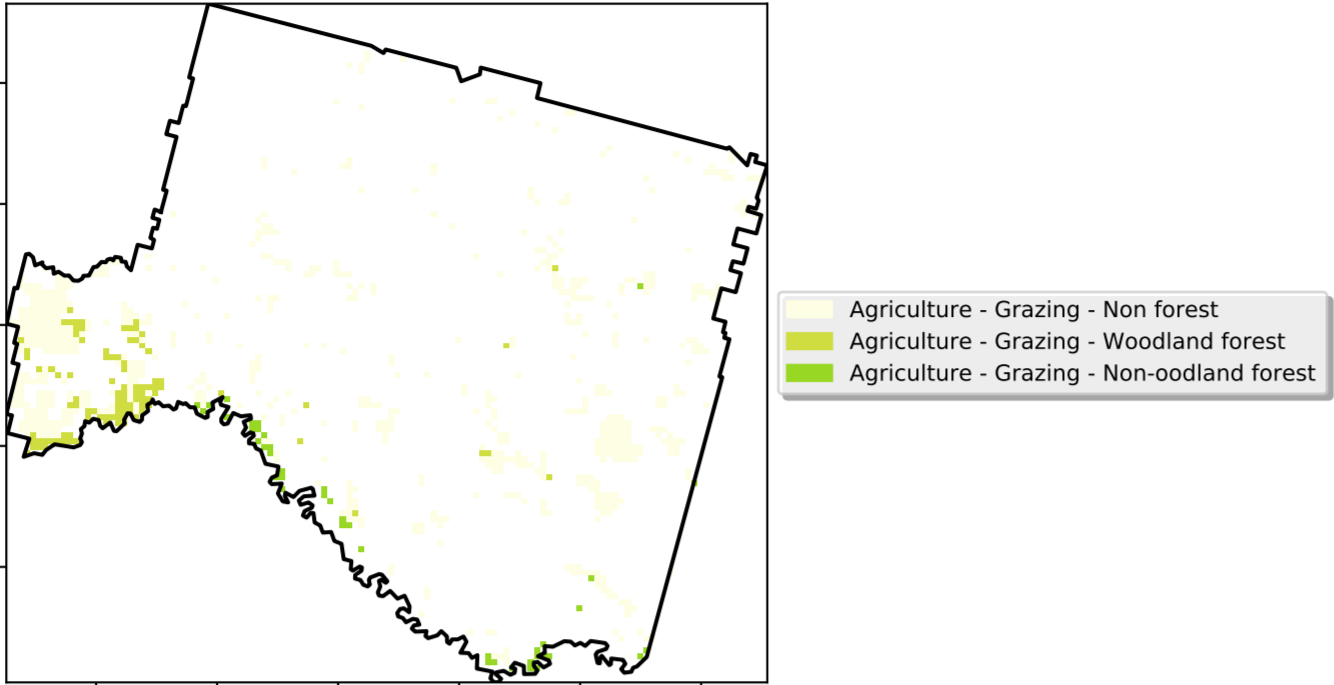 Agriculture - Grazing - Non forest
Agriculture - Grazing - Woodland forest
Agriculture - Grazing - Non-oodland forest